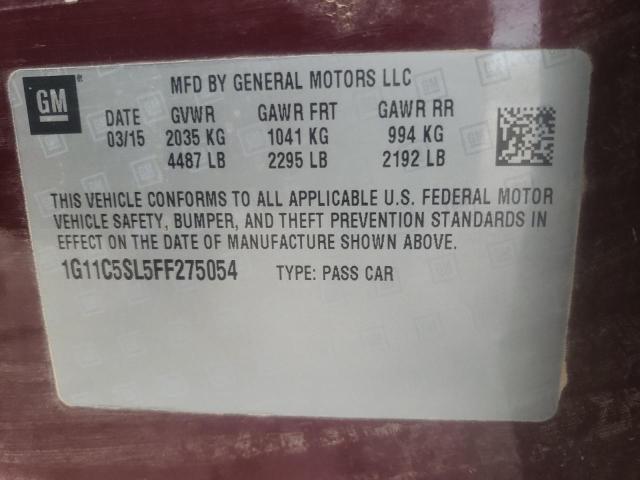 GM
MFD BY GENERAL MOTORS LLC
DATE GVWR GAWR FRT GAWR RR
03/15 2035 KG 1041 KG 994 KG
4487 LB 2295 LB 2192 LB
THIS VEHICLE CONFORMS TO ALL APPLICABLE U.S. FEDERAL MOTOR
VEHICLE SAFETY, BUMPER, AND THEFT PREVENTION STANDARDS IN
EFFECT ON THE DATE OF MANUFACTURE SHOWN ABOVE.
1G11C5SL5FF275054 TYPE: PASS CAR